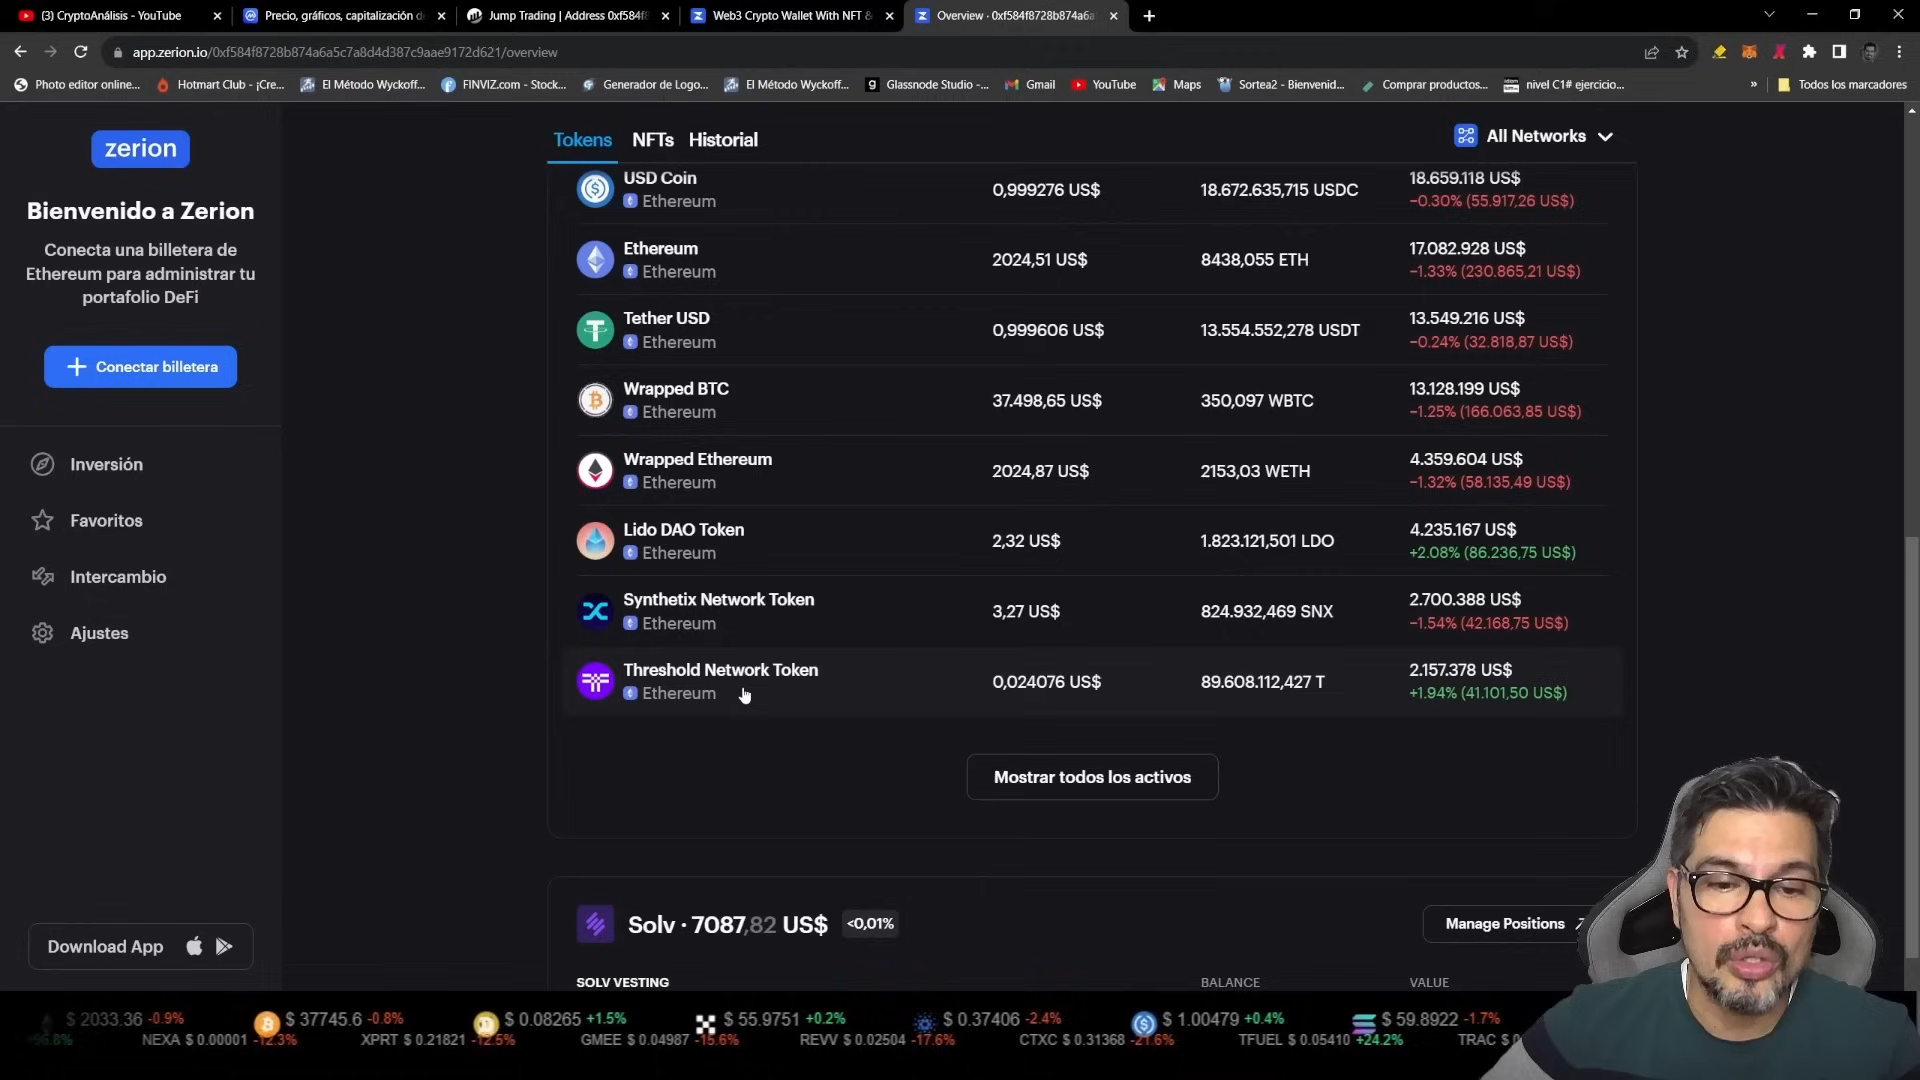 (3) CryptoAnálisis - YouTube
Precio, gráficos, capitalización d
Jump Trading | Address 0xf584f8
Web3 Crypto Wallet With NFT &
Overview · 0xf584f8728b874a6a
app.zerion.io/0xf584f8728b874a6a5c7a8d4d387c9aae9172d621/overview
Photo editor online...
Hotmart Club - ¡Cre...
El Método Wyckoff...
FINVIZ.com - Stock...
Generador de Logo...
El Método Wyckoff...
Glassnode Studio -...
Gmail
YouTube
Maps
Sortea2 - Bienvenid...
Comprar productos...
nivel C1# ejercicio...
»
Todos los marcadores
zerion
Bienvenido a Zerion
Conecta una billetera de
Ethereum para administrar tu
portafolio DeFi
+ Conectar billetera
Inversión
Favoritos
Intercambio
Ajustes
Download App
Tokens NFTs Historial
All Networks
USD Coin
Ethereum
0,999276 US$
18.672.635,715 USDC
18.659.118 US$
−0.30% (55.917,26 US$)
Ethereum
Ethereum
2024,51 US$
8438,055 ETH
17.082.928 US$
−1.33% (230.865,21 US$)
Tether USD
Ethereum
0,999606 US$
13.554.552,278 USDT
13.549.216 US$
−0.24% (32.818,87 US$)
Wrapped BTC
Ethereum
37.498,65 US$
350,097 WBTC
13.128.199 US$
−1.25% (166.063,85 US$)
Wrapped Ethereum
Ethereum
2024,87 US$
2153,03 WETH
4.359.604 US$
−1.32% (58.135,49 US$)
Lido DAO Token
Ethereum
2,32 US$
1.823.121,501 LDO
4.235.167 US$
+2.08% (86.236,75 US$)
Synthetix Network Token
Ethereum
3,27 US$
824.932,469 SNX
2.700.388 US$
−1.54% (42.168,75 US$)
Threshold Network Token
Ethereum
0,024076 US$
89.608.112,427 T
2.157.378 US$
+1.94% (41.101,50 US$)
Mostrar todos los activos
Solv · 7087,82 US$ <0,01%
Manage Positions
SOLV VESTING BALANCE VALUE
$ 2033.36 -0.9% $ 37745.6 -0.8% $ 0.08265 +1.5% $ 55.9751 +0.2% $ 0.37406 -2.4% $ 1.00479 +0.4% $ 59.8922 -1.7%
+96.8% NEXA $ 0.00001 -12.3% XPRT $ 0.21821 -12.5% GMEE $ 0.04987 -15.6% REVV $ 0.02504 -17.6% CTXC $ 0.31368 -21.6% TFUEL $ 0.05410 +24.2% TRAC $